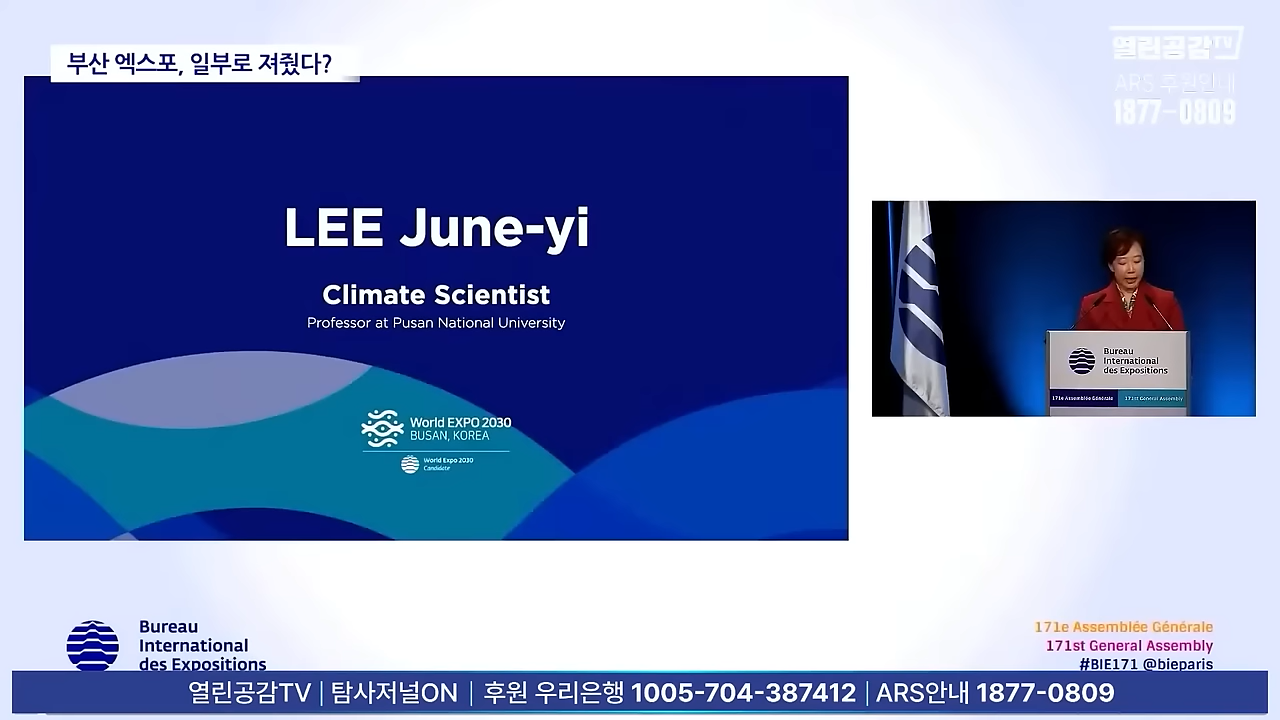 부산 엑스포, 일부로 져줬다?
열린공감TV
ARS 후원안내
1877-0809
LEE June-yi
Climate Scientist
Professor at Pusan National University
World EXPO 2030
BUSAN, KOREA
World Expo 2030
Candidate
Bureau
International
des Expositions
171e Assemblée Générale
171st General Assembly
Bureau
International
des Expositions
171e Assemblée Générale
171st General Assembly
#BIE171 @bieparis
열린공감TV | 탐사저널ON | 후원 우리은행 1005-704-387412 | ARS안내 1877-0809